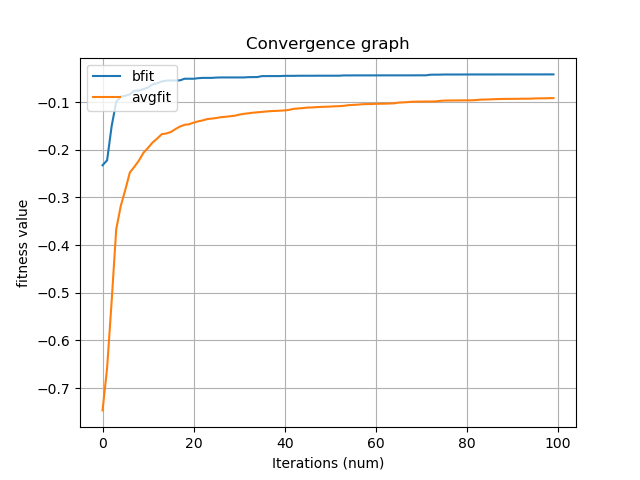 Convergence graph
bfit
avgfit
−0.1
−0.2
−0.3
−0.4
−0.5
−0.6
−0.7
fitness value
0 20 40 60 80 100
Iterations (num)